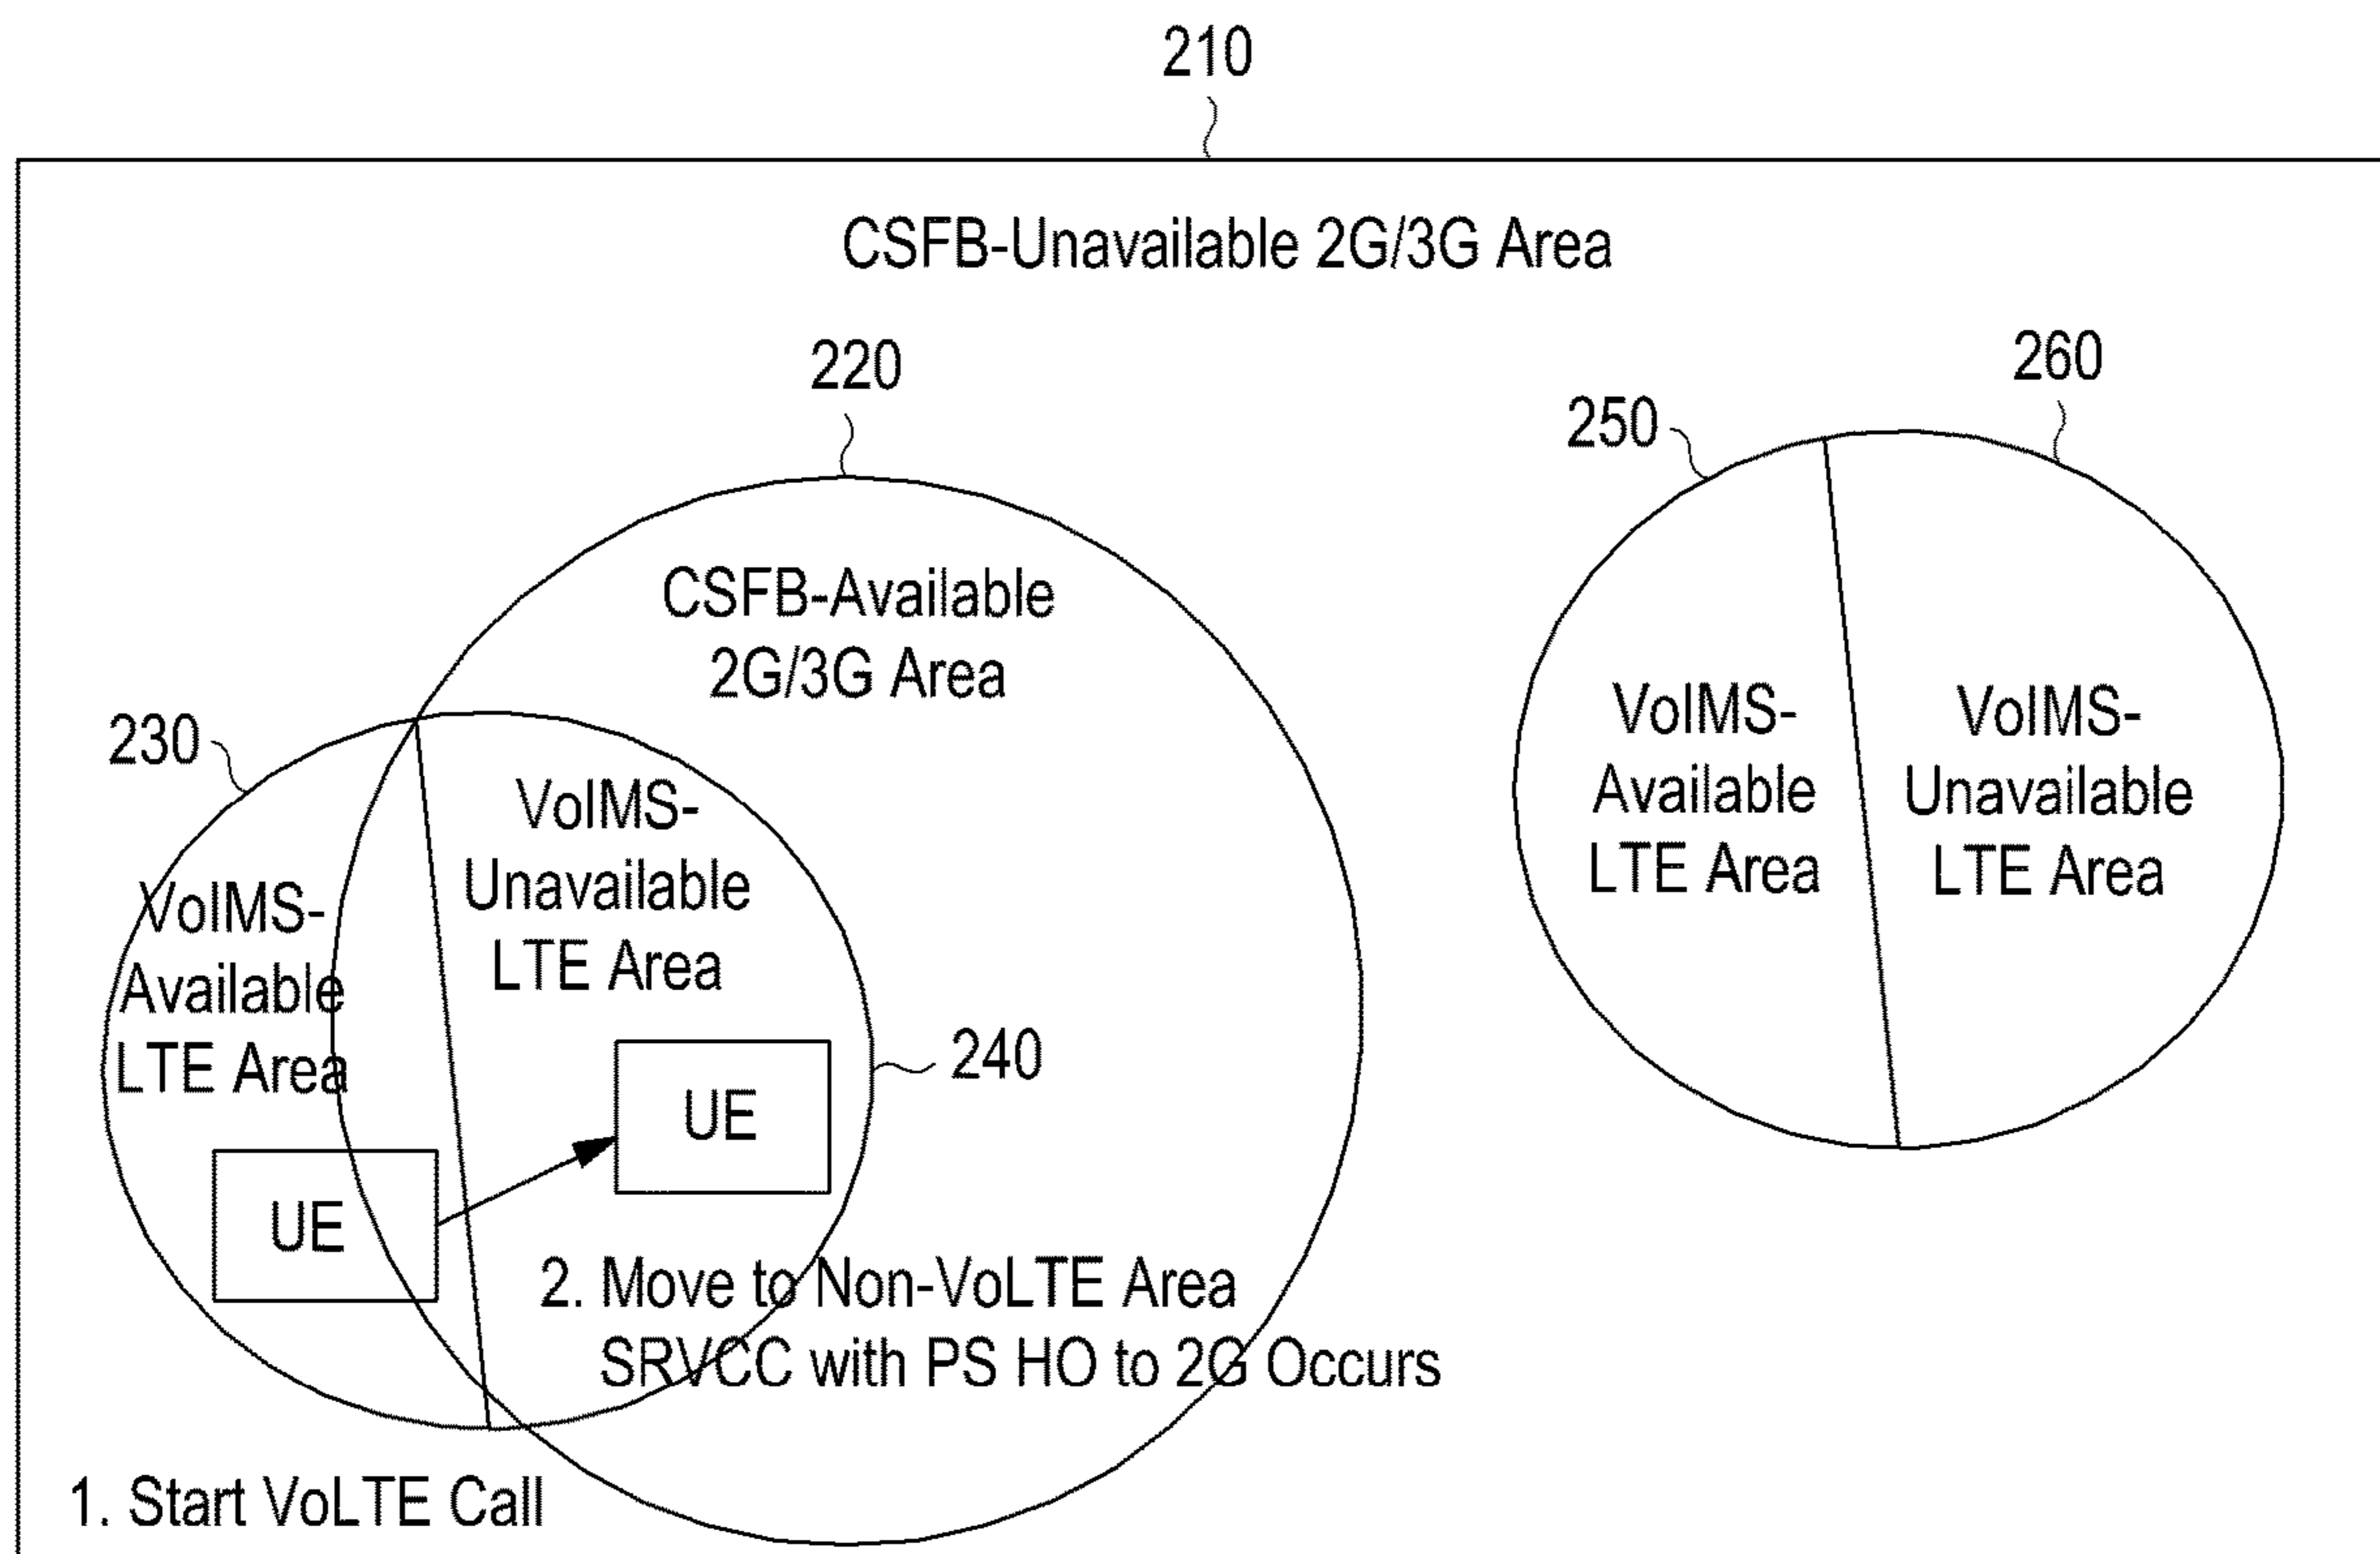 210
CSFB-Unavailable 2G/3G Area
220
260
250
CSFB-Available
2G/3G Area
230
VoIMS-
Unavailable
LTE Area
VoIMS-
Available
LTE Area
VoIMS-
Available
LTE Area
VoIMS-
Unavailable
LTE Area
240
UE
UE
2. Move to Non-VoLTE Area
SRVCC with PS HO to 2G Occurs
1. Start VoLTE Call